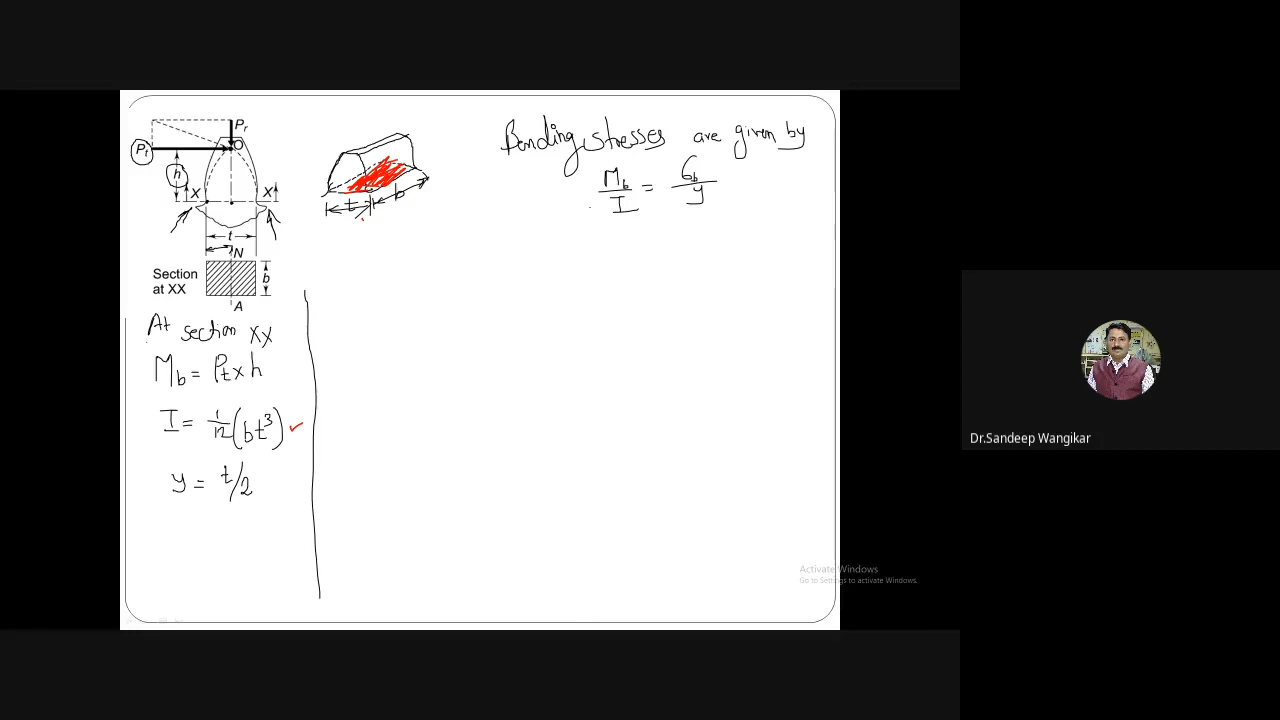 Pr
Pt
O
h
X X
t
N
Section
at XX
b
A
t b
At section XX
Mb = Pt x h
I = 1/12 (bt³) ✓
y = t/2
Bending stresses are given by
Mb/I = σb/y
Dr.Sandeep Wangikar
Activate Windows
Go to Settings to activate Windows.